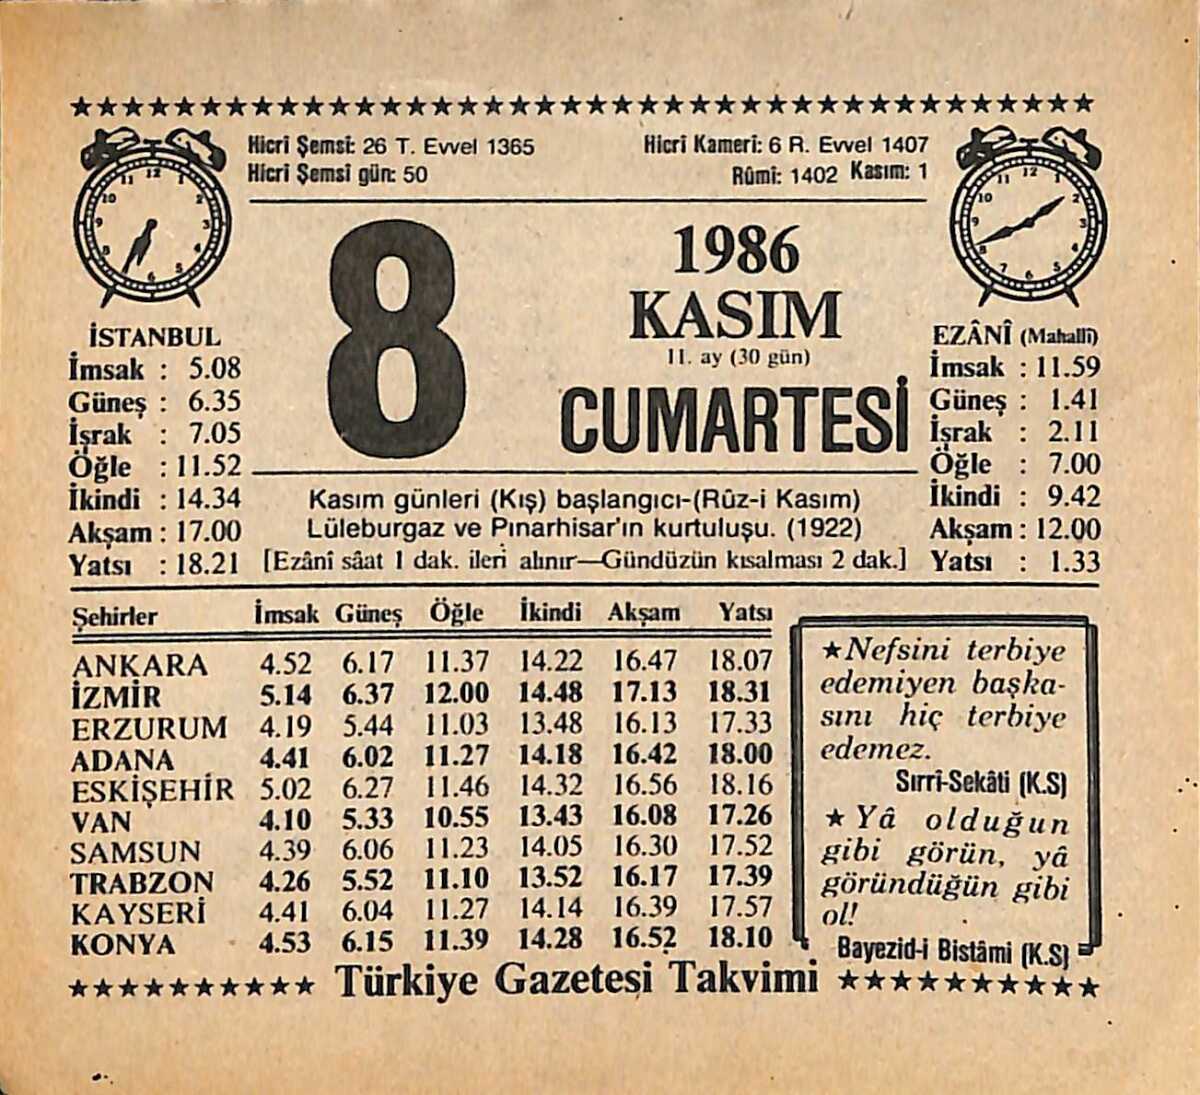 ★★★★★★★★★★★★★★★★★★★★★★★★★★★★★★★★★★★★★★★★
Hicrî Şemsî: 26 T. Evvel 1365
Hicrî Şemsî gün: 50
Hicrî Kamerî: 6 R. Evvel 1407
Rûmî: 1402 Kasım: 1
8
1986
KASIM
11. ay (30 gün)
CUMARTESİ
İSTANBUL
İmsak : 5.08
Güneş : 6.35
İşrak : 7.05
Öğle : 11.52
İkindi : 14.34
Akşam : 17.00
Yatsı : 18.21
EZÂNÎ (Mahallî)
İmsak : 11.59
Güneş : 1.41
İşrak : 2.11
Öğle : 7.00
İkindi : 9.42
Akşam : 12.00
Yatsı : 1.33
Kasım günleri (Kış) başlangıcı-(Rûz-i Kasım)
Lüleburgaz ve Pınarhisar'ın kurtuluşu. (1922)
[Ezânî sâat 1 dak. ileri alınır—Gündüzün kısalması 2 dak.]
Şehirler İmsak Güneş Öğle İkindi Akşam Yatsı
ANKARA 4.52 6.17 11.37 14.22 16.47 18.07
İZMİR 5.14 6.37 12.00 14.48 17.13 18.31
ERZURUM 4.19 5.44 11.03 13.48 16.13 17.33
ADANA 4.41 6.02 11.27 14.18 16.42 18.00
ESKİŞEHİR 5.02 6.27 11.46 14.32 16.56 18.16
VAN 4.10 5.33 10.55 13.43 16.08 17.26
SAMSUN 4.39 6.06 11.23 14.05 16.30 17.52
TRABZON 4.26 5.52 11.10 13.52 16.17 17.39
KAYSERİ 4.41 6.04 11.27 14.14 16.39 17.57
KONYA 4.53 6.15 11.39 14.28 16.52 18.10
★Nefsini terbiye
edemiyen başka-
sını hiç terbiye
edemez.
Sırrî-Sekâti (K.S)
★Yâ olduğun
gibi görün, yâ
göründüğün gibi
ol!
Bayezid-i Bistâmi (K.S)
★★★★★★★★★★ Türkiye Gazetesi Takvimi ★★★★★★★★★★